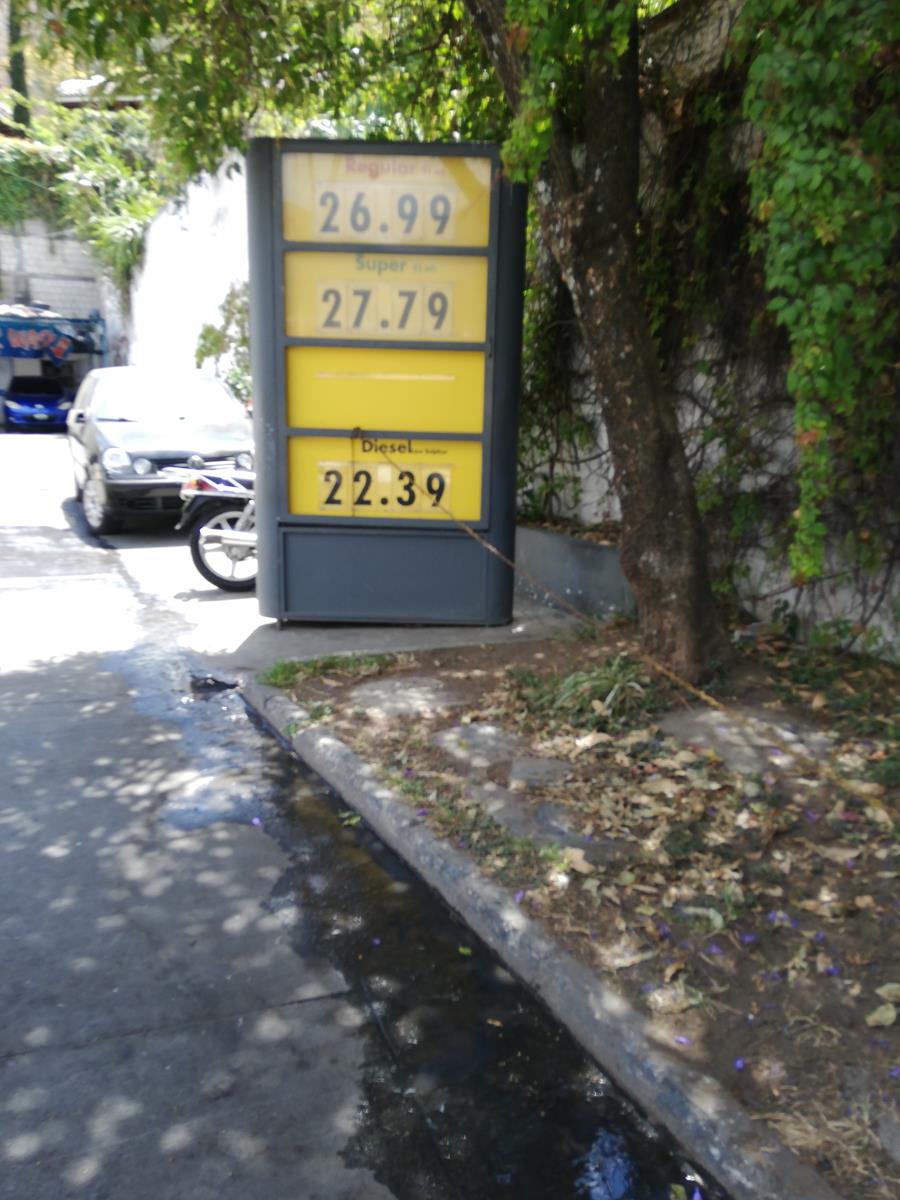 Regular
26.99
Super
27.79
Diesel
22.39